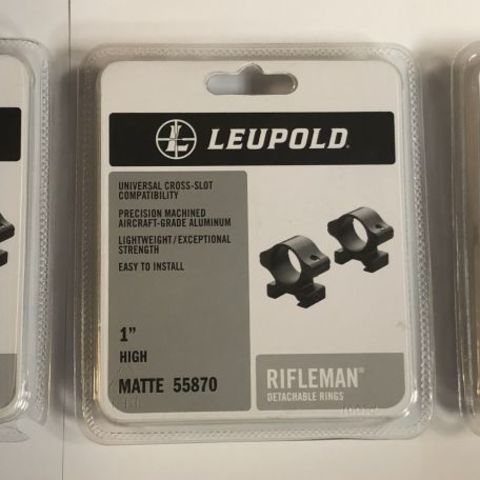 LEUPOLD®
UNIVERSAL CROSS-SLOT
COMPATIBILITY
PRECISION MACHINED
AIRCRAFT-GRADE ALUMINUM
LIGHTWEIGHT/EXCEPTIONAL
STRENGTH
EASY TO INSTALL
1"
HIGH
MATTE 55870
RIFLEMAN®
DETACHABLE RINGS